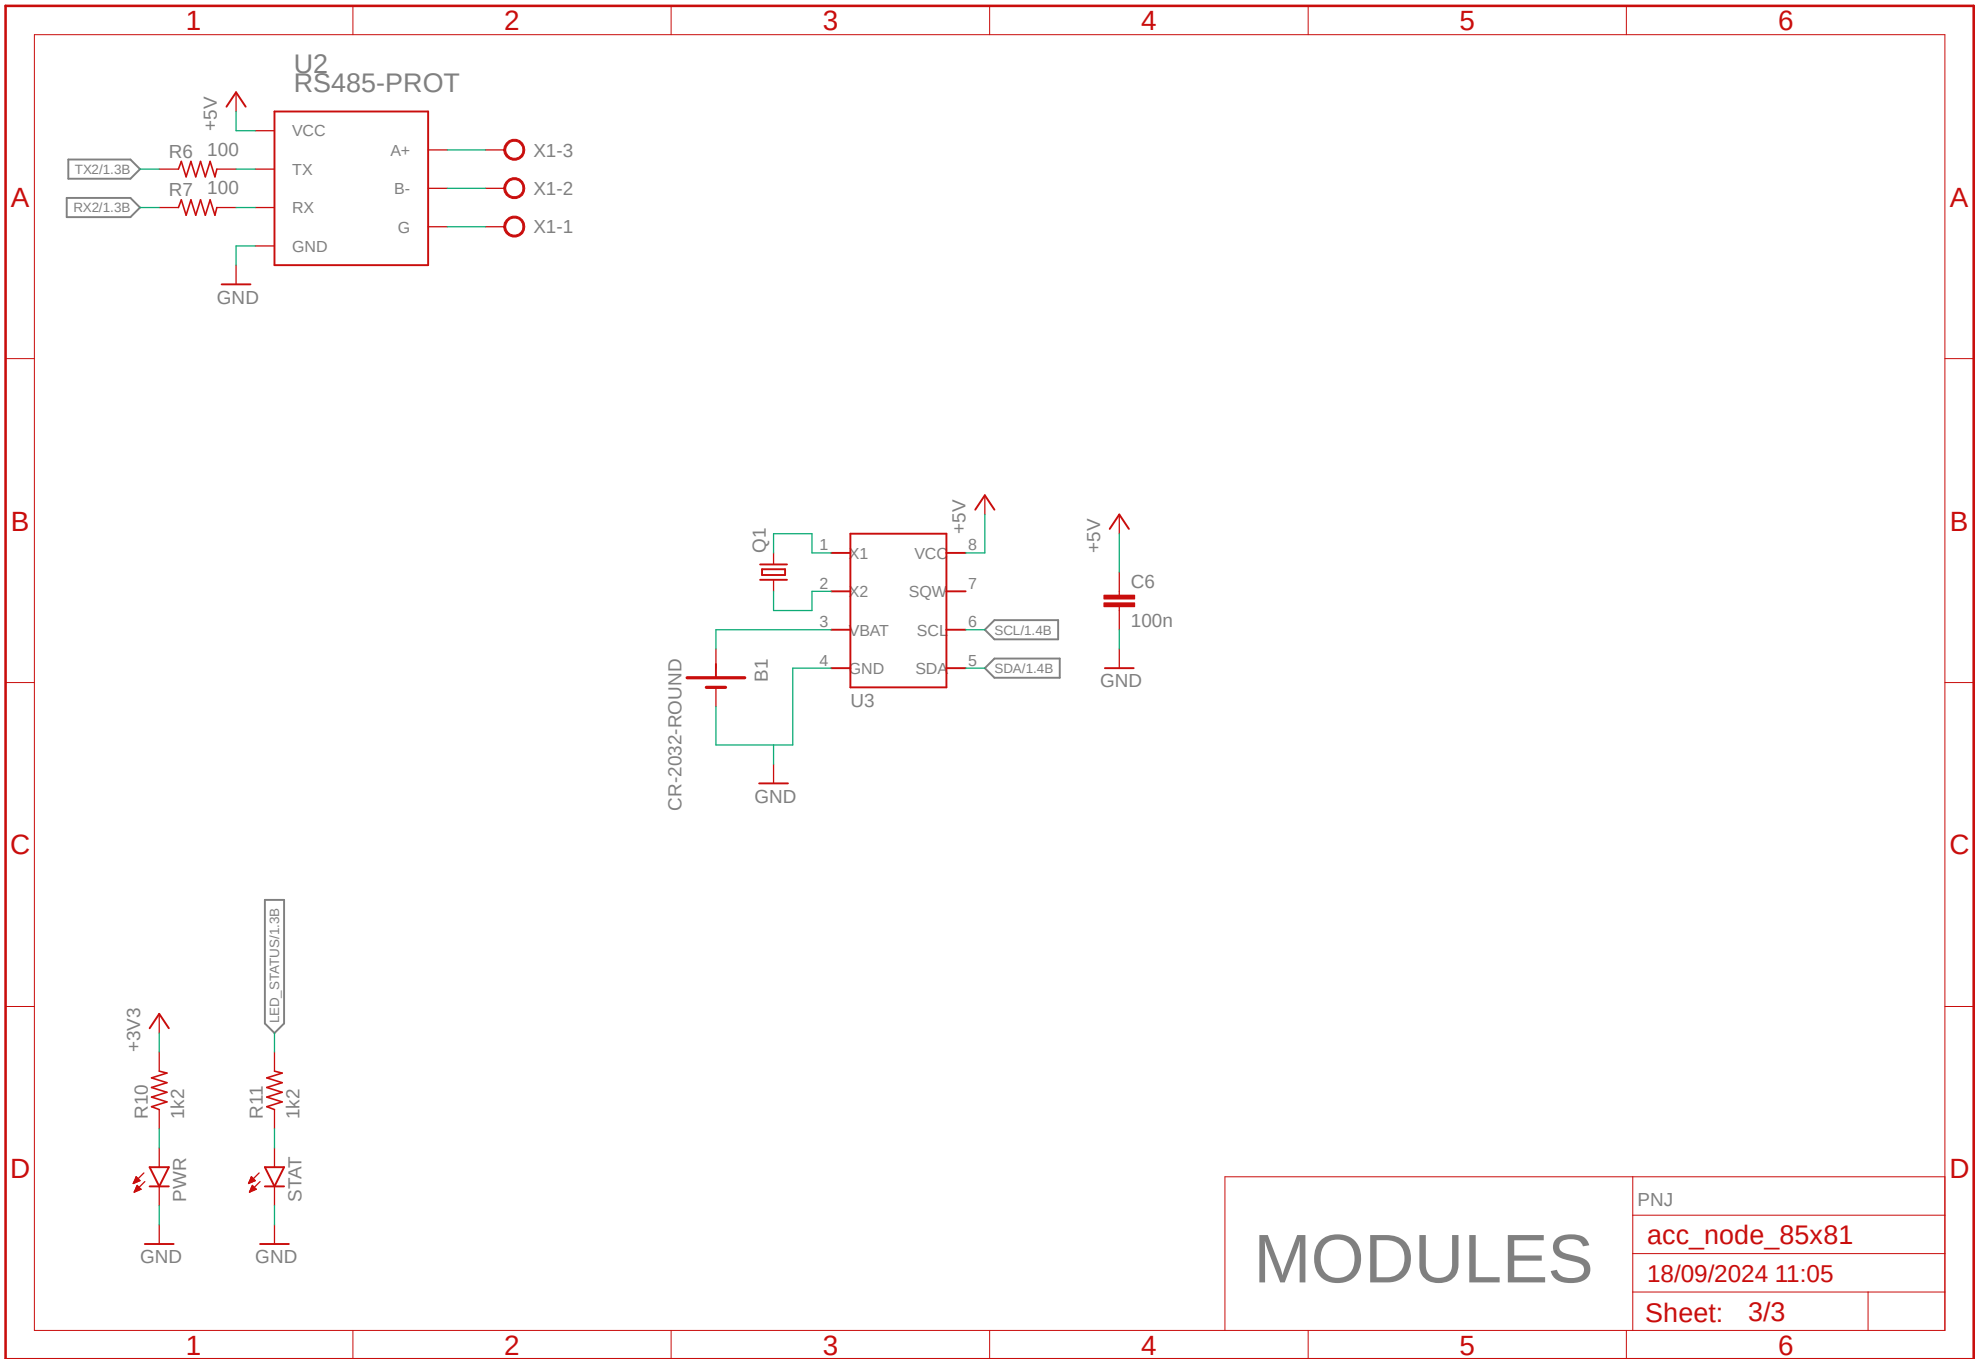 1 2 3 4 5 6
U2
RS485-PROT
+5V
VCC
R6 100
TX2/1.3B
TX
A+
X1-3
R7 100
B-
X1-2
RX2/1.3B
RX
G
X1-1
GND
GND
A
A
B
B
+5V
+5V
Q1
1
X1
VCC
8
2
X2
SQW
7
C6
100n
3
VBAT
SCL
6
SCL/1.4B
4
GND
SDA
5
SDA/1.4B
GND
B1
U3
CR-2032-ROUND
GND
C
C
LED_STATUS/1.3B
+3V3
R10
1k2
R11
1k2
PWR
STAT
GND
GND
D
D
MODULES
PNJ
acc_node_85x81
18/09/2024 11:05
Sheet: 3/3
1 2 3 4 5 6